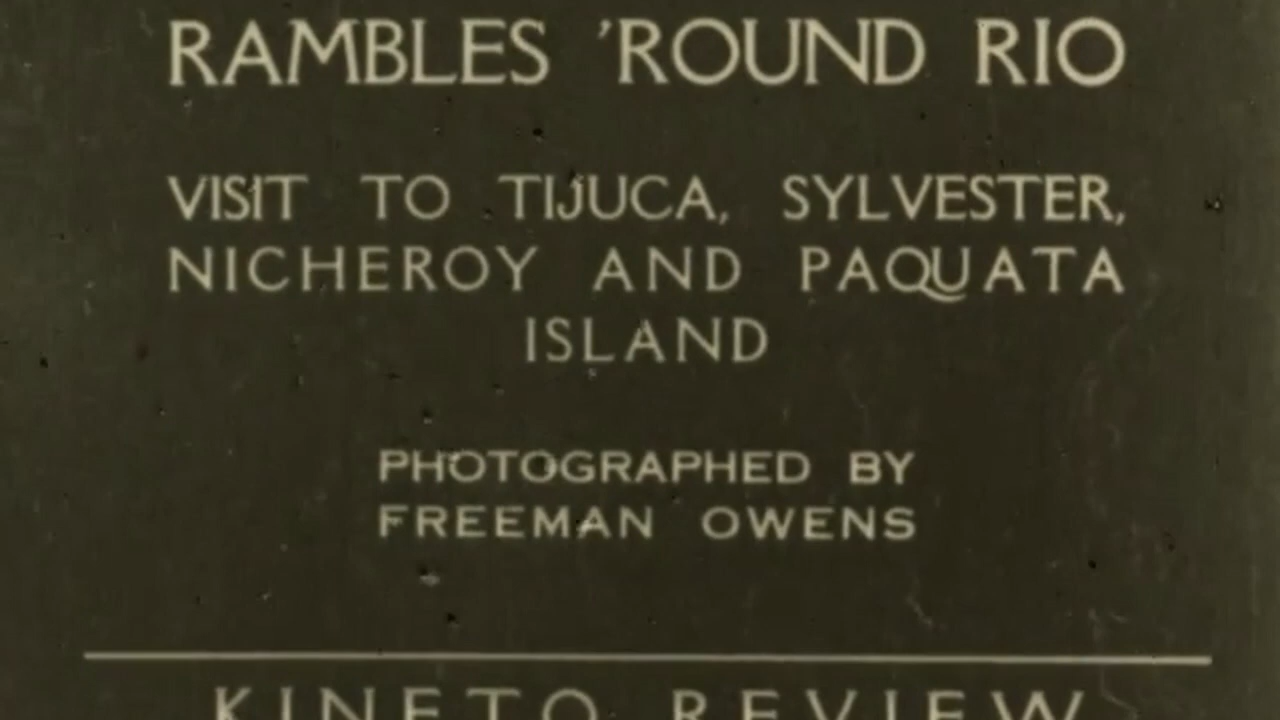 RAMBLES 'ROUND RIO
VISIT TO TIJUCA, SYLVESTER,
NICHEROY AND PAQUATA
ISLAND
PHOTOGRAPHED BY
FREEMAN OWENS
KINETO REVIEW